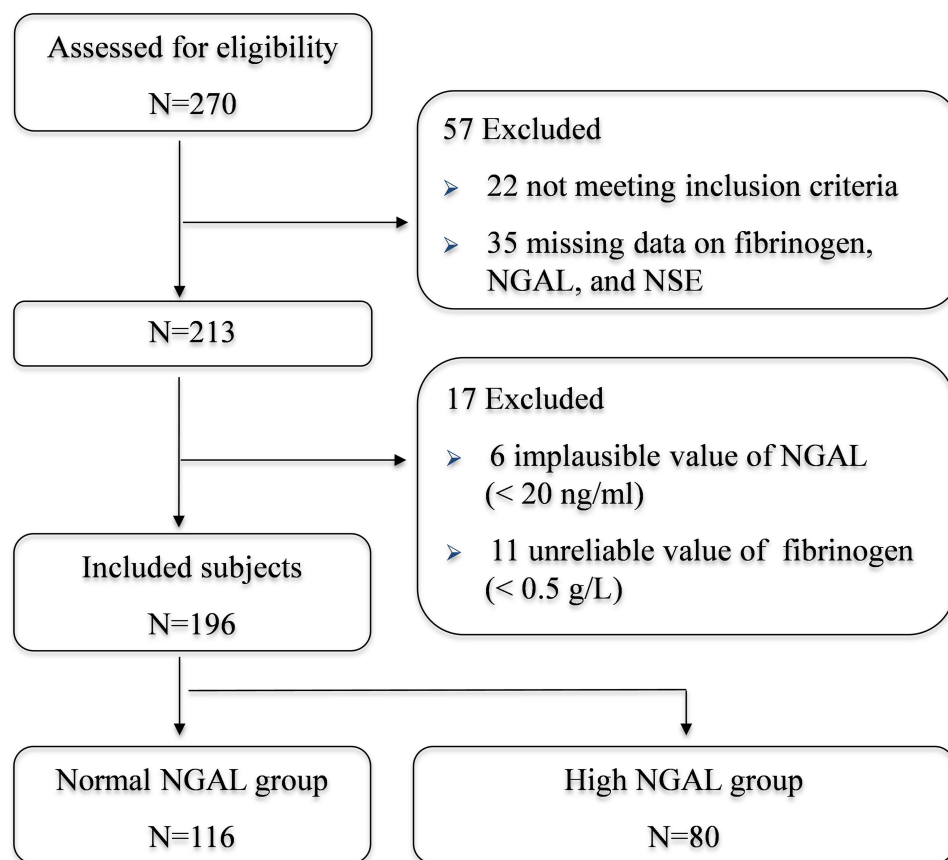 Assessed for eligibility
N=270
57 Excluded
22 not meeting inclusion criteria
35 missing data on fibrinogen,
NGAL, and NSE
N=213
17 Excluded
6 implausible value of NGAL
(< 20 ng/ml)
11 unreliable value of fibrinogen
(< 0.5 g/L)
Included subjects
N=196
Normal NGAL group
N=116
High NGAL group
N=80